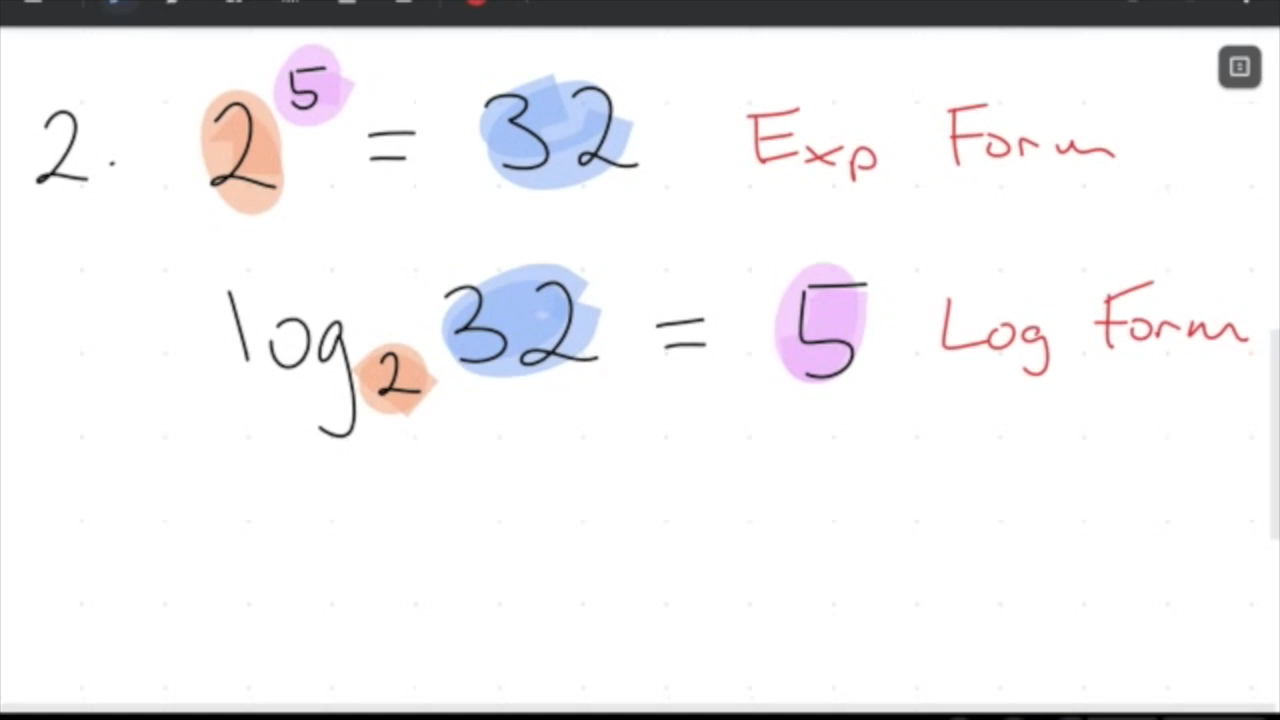 2. 2⁵ = 32 Exp Form
log₂ 32 = 5 Log Form